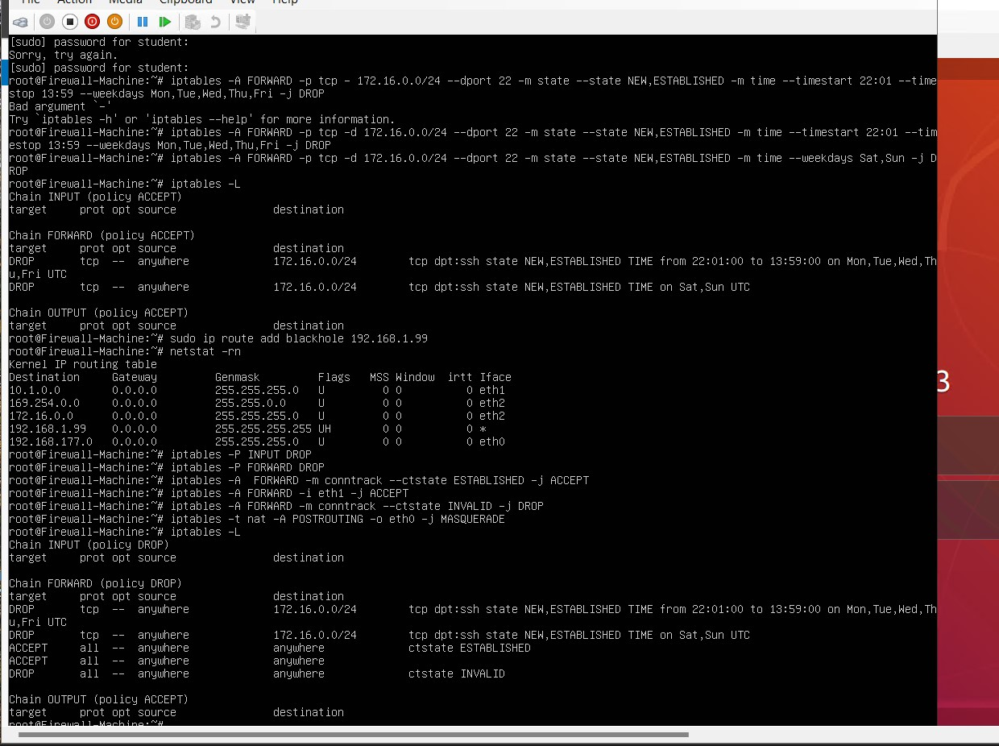 File Action Media Clipboard View Help
[sudo] password for student:
Sorry, try again.
[sudo] password for student:
root@Firewall-Machine:~# iptables -A FORWARD -p tcp - 172.16.0.0/24 --dport 22 -m state --state NEW,ESTABLISHED -m time --timestart 22:01 --time
stop 13:59 --weekdays Mon,Tue,Wed,Thu,Fri -j DROP
Bad argument `-'
Try `iptables -h' or 'iptables --help' for more information.
root@Firewall-Machine:~# iptables -A FORWARD -p tcp -d 172.16.0.0/24 --dport 22 -m state --state NEW,ESTABLISHED -m time --timestart 22:01 --tim
estop 13:59 --weekdays Mon,Tue,Wed,Thu,Fri -j DROP
root@Firewall-Machine:~# iptables -A FORWARD -p tcp -d 172.16.0.0/24 --dport 22 -m state --state NEW,ESTABLISHED -m time --weekdays Sat,Sun -j D
ROP
root@Firewall-Machine:~# iptables -L
Chain INPUT (policy ACCEPT)
target     prot opt source               destination
Chain FORWARD (policy ACCEPT)
target     prot opt source               destination
DROP       tcp  --  anywhere             172.16.0.0/24        tcp dpt:ssh state NEW,ESTABLISHED TIME from 22:01:00 to 13:59:00 on Mon,Tue,Wed,Th
u,Fri UTC
DROP       tcp  --  anywhere             172.16.0.0/24        tcp dpt:ssh state NEW,ESTABLISHED TIME on Sat,Sun UTC
Chain OUTPUT (policy ACCEPT)
target     prot opt source               destination
root@Firewall-Machine:~# sudo ip route add blackhole 192.168.1.99
root@Firewall-Machine:~# netstat -rn
Kernel IP routing table
Destination     Gateway         Genmask         Flags   MSS Window  irtt Iface
10.1.0.0        0.0.0.0         255.255.255.0   U         0 0          0 eth1
169.254.0.0     0.0.0.0         255.255.0.0     U         0 0          0 eth2
172.16.0.0      0.0.0.0         255.255.255.0   U         0 0          0 eth2
192.168.1.99    0.0.0.0         255.255.255.255 UH        0 0          0 *
192.168.177.0   0.0.0.0         255.255.255.0   U         0 0          0 eth0
root@Firewall-Machine:~# iptables -P INPUT DROP
root@Firewall-Machine:~# iptables -P FORWARD DROP
root@Firewall-Machine:~# iptables -A  FORWARD -m conntrack --ctstate ESTABLISHED -j ACCEPT
root@Firewall-Machine:~# iptables -A FORWARD -i eth1 -j ACCEPT
root@Firewall-Machine:~# iptables -A FORWARD -m conntrack --ctstate INVALID -j DROP
root@Firewall-Machine:~# iptables -t nat -A POSTROUTING -o eth0 -j MASQUERADE
root@Firewall-Machine:~# iptables -L
Chain INPUT (policy DROP)
target     prot opt source               destination
Chain FORWARD (policy DROP)
target     prot opt source               destination
DROP       tcp  --  anywhere             172.16.0.0/24        tcp dpt:ssh state NEW,ESTABLISHED TIME from 22:01:00 to 13:59:00 on Mon,Tue,Wed,Th
u,Fri UTC
DROP       tcp  --  anywhere             172.16.0.0/24        tcp dpt:ssh state NEW,ESTABLISHED TIME on Sat,Sun UTC
ACCEPT     all  --  anywhere             anywhere             ctstate ESTABLISHED
ACCEPT     all  --  anywhere             anywhere
DROP       all  --  anywhere             anywhere             ctstate INVALID
Chain OUTPUT (policy ACCEPT)
target     prot opt source               destination
root@Firewall-Machine:~#
3